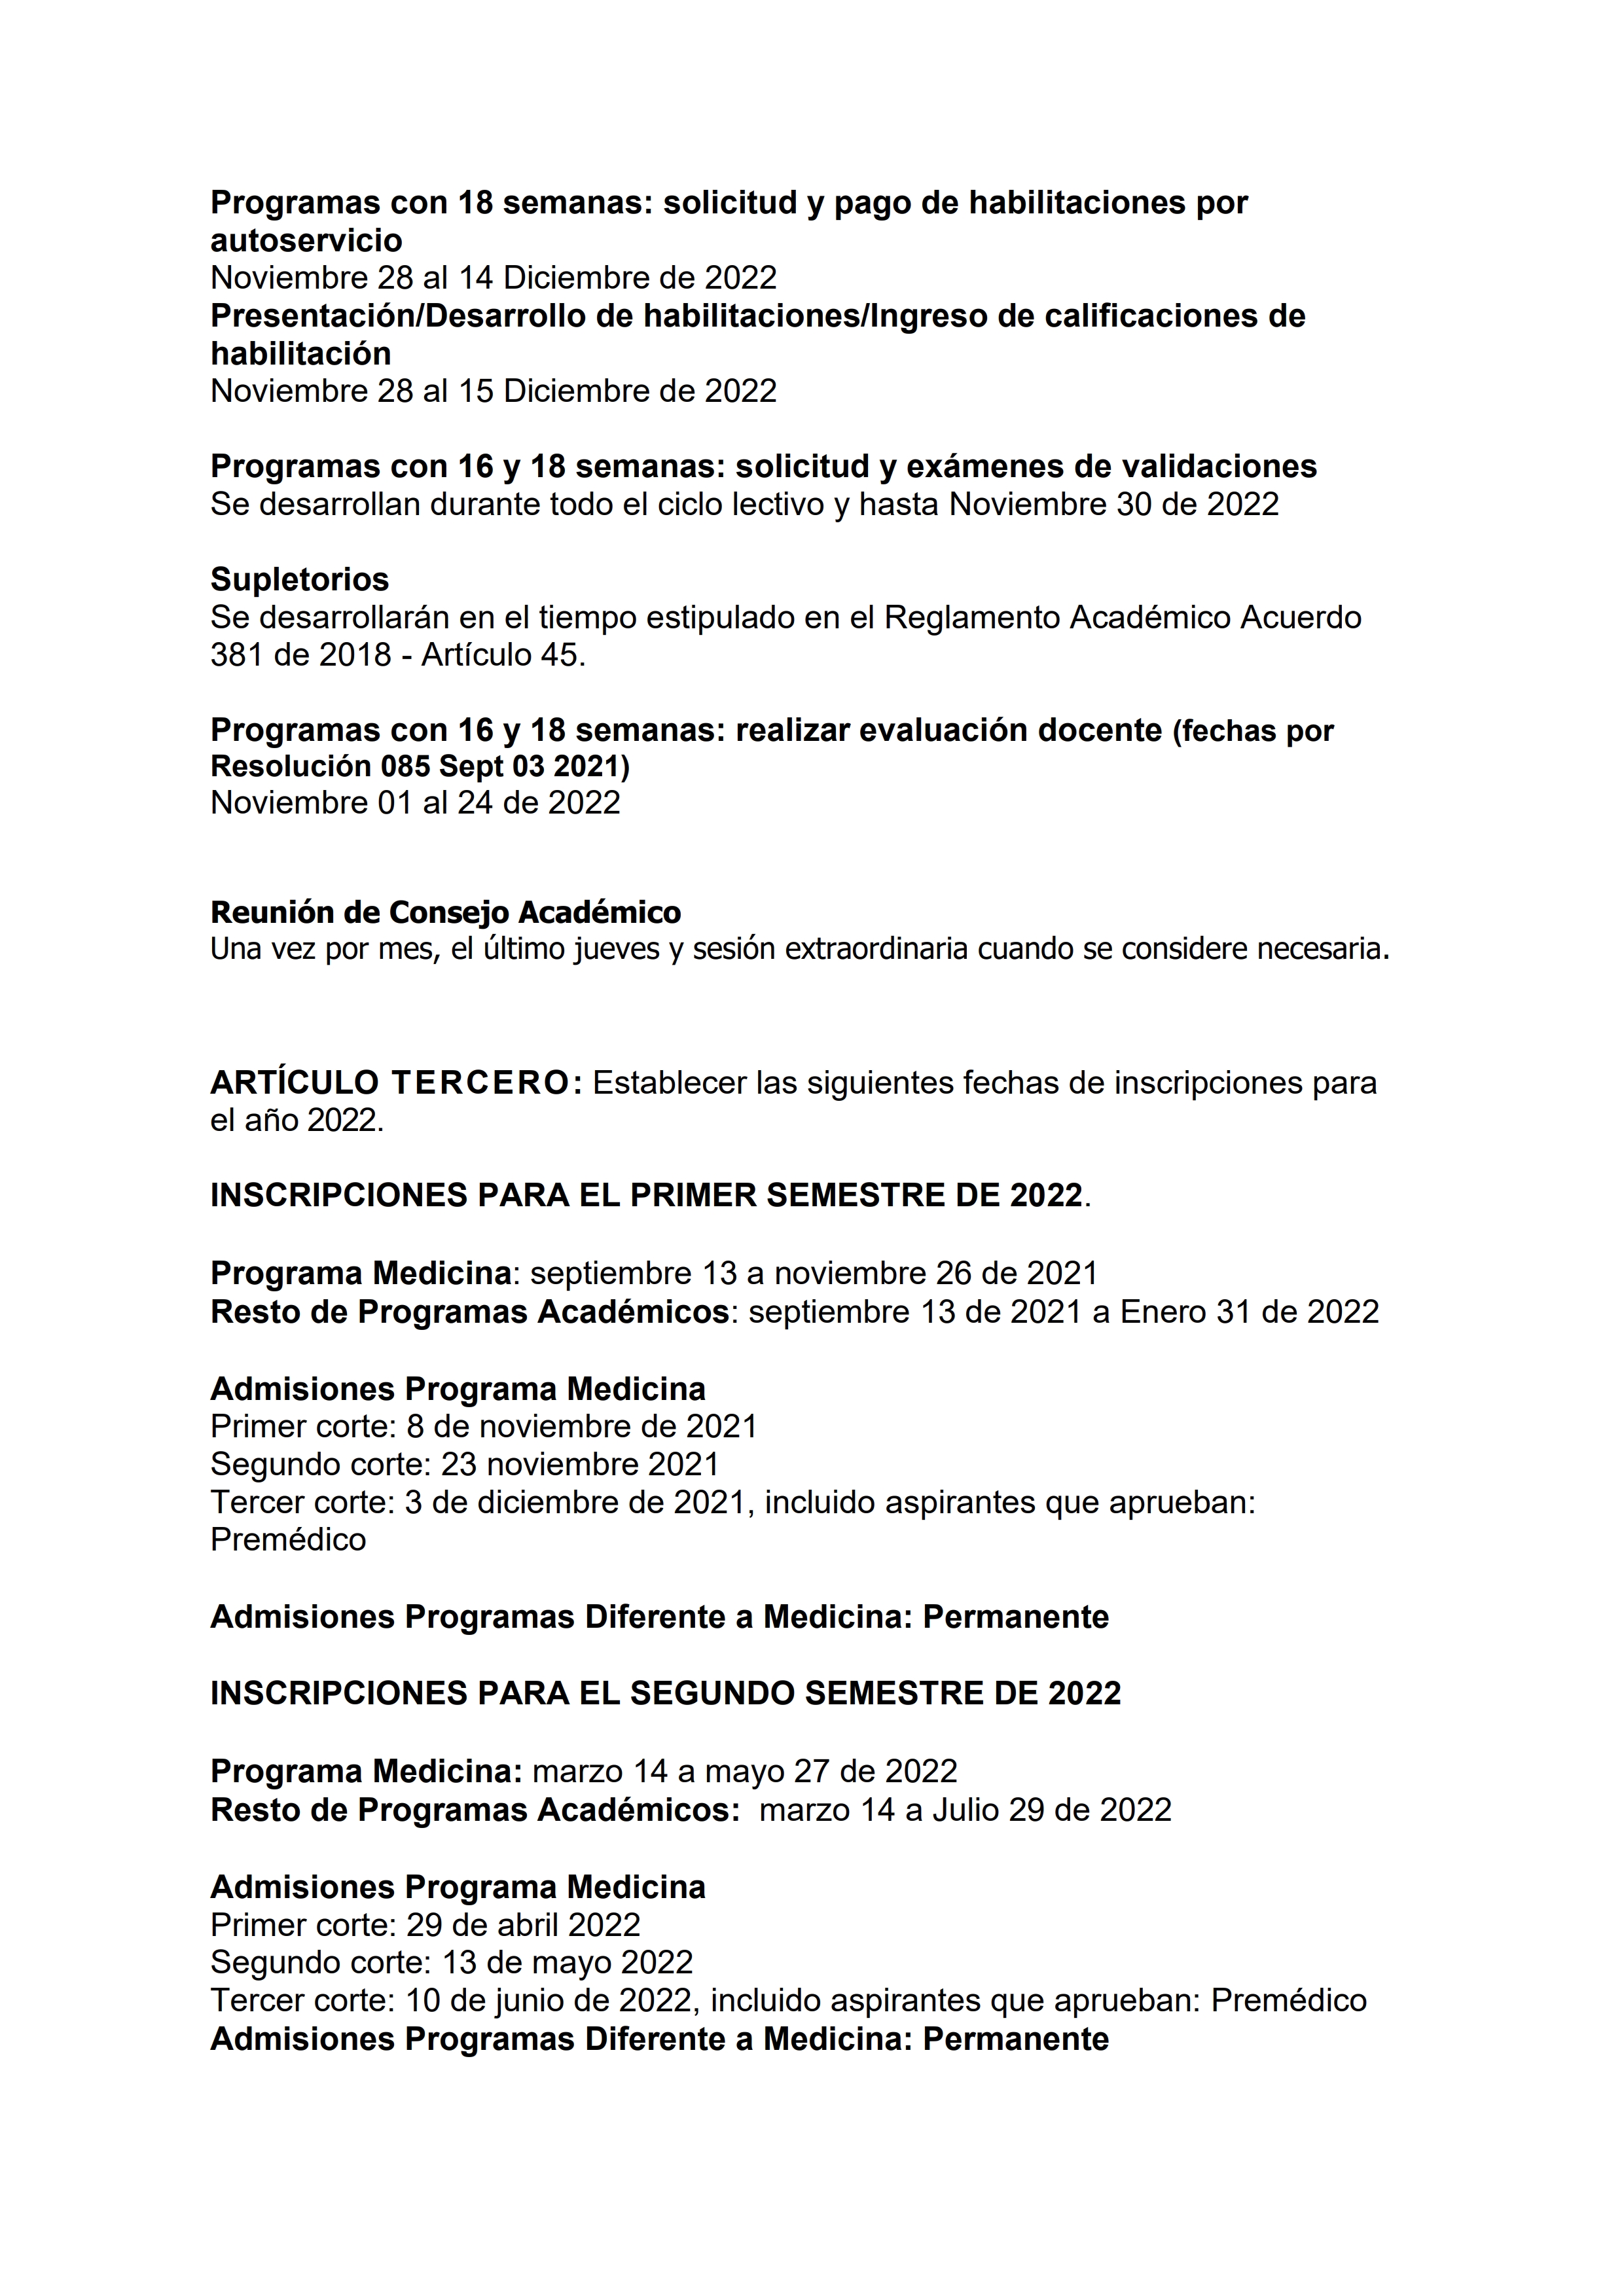 Programas con 18 semanas: solicitud y pago de habilitaciones por
autoservicio
Noviembre 28 al 14 Diciembre de 2022
Presentación/Desarrollo de habilitaciones/Ingreso de calificaciones de
habilitación
Noviembre 28 al 15 Diciembre de 2022
Programas con 16 y 18 semanas: solicitud y exámenes de validaciones
Se desarrollan durante todo el ciclo lectivo y hasta Noviembre 30 de 2022
Supletorios
Se desarrollarán en el tiempo estipulado en el Reglamento Académico Acuerdo
381 de 2018 - Artículo 45.
Programas con 16 y 18 semanas: realizar evaluación docente (fechas por
Resolución 085 Sept 03 2021)
Noviembre 01 al 24 de 2022
Reunión de Consejo Académico
Una vez por mes, el último jueves y sesión extraordinaria cuando se considere necesaria.
ARTÍCULO TERCERO: Establecer las siguientes fechas de inscripciones para
el año 2022.
INSCRIPCIONES PARA EL PRIMER SEMESTRE DE 2022.
Programa Medicina: septiembre 13 a noviembre 26 de 2021
Resto de Programas Académicos: septiembre 13 de 2021 a Enero 31 de 2022
Admisiones Programa Medicina
Primer corte: 8 de noviembre de 2021
Segundo corte: 23 noviembre 2021
Tercer corte: 3 de diciembre de 2021, incluido aspirantes que aprueban:
Premédico
Admisiones Programas Diferente a Medicina: Permanente
INSCRIPCIONES PARA EL SEGUNDO SEMESTRE DE 2022
Programa Medicina: marzo 14 a mayo 27 de 2022
Resto de Programas Académicos: marzo 14 a Julio 29 de 2022
Admisiones Programa Medicina
Primer corte: 29 de abril 2022
Segundo corte: 13 de mayo 2022
Tercer corte: 10 de junio de 2022, incluido aspirantes que aprueban: Premédico
Admisiones Programas Diferente a Medicina: Permanente